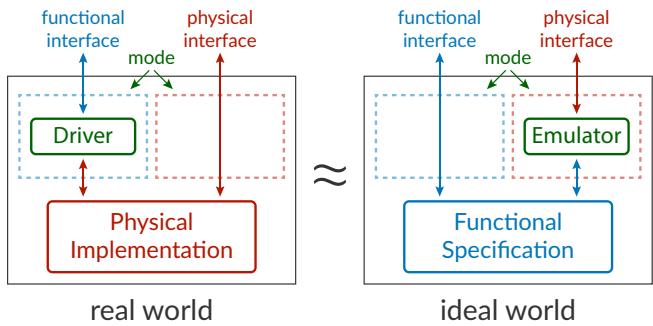 functional
interface
physical
interface
mode
Driver
Physical
Implementation
real world
≈
functional
interface
physical
interface
mode
Emulator
Functional
Specification
ideal world